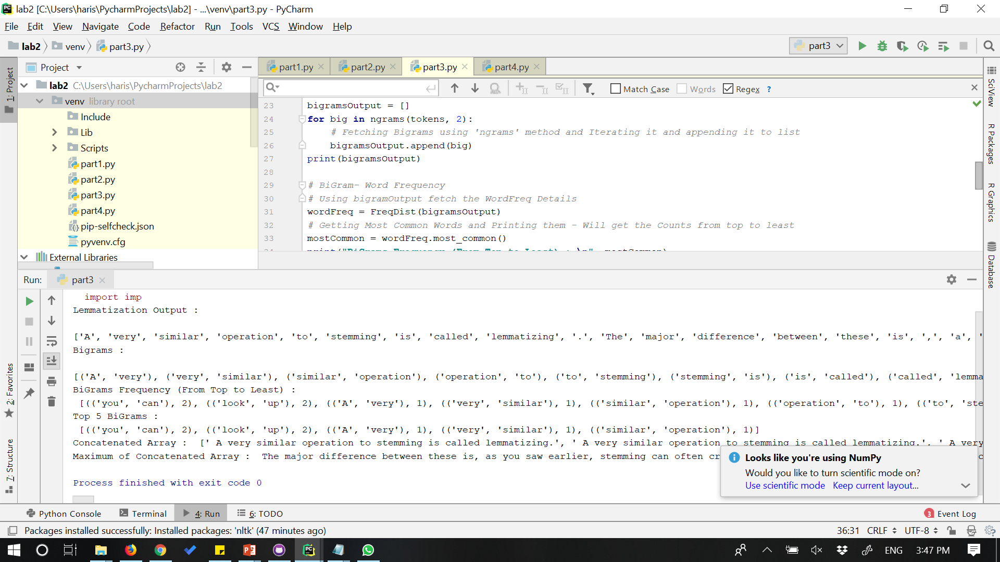 lab2 [C:\Users\haris\PycharmProjects\lab2] - ...\venv\part3.py - PyCharm
File Edit View Navigate Code Refactor Run Tools VCS Window Help
lab2 venv part3.py part3
Project
part1.py part2.py part3.py part4.py
1: Project
lab2 C:\Users\haris\PycharmProjects\lab2
venv library root
Include
Lib
Scripts
part1.py
part2.py
part3.py
part4.py
pip-selfcheck.json
pyvenv.cfg
External Libraries
Match Case Words Regex ?
23 bigramsOutput = []
24 for big in ngrams(tokens, 2):
25 # Fetching Bigrams using 'ngrams' method and Iterating it and appending it to list
26 bigramsOutput.append(big)
27 print(bigramsOutput)
28
29 # BiGram- Word Frequency
30 # Using bigramOutput fetch the WordFreq Details
31 wordFreq = FreqDist(bigramsOutput)
32 # Getting Most Common Words and Printing them - Will get the Counts from top to least
33 mostCommon = wordFreq.most_common()
34 print("BiGrams Frequency (From Top to Least) : \n", mostCommon)
SciView
R Packages
R Graphics
Database
Run: part3
import imp
Lemmatization Output :
['A', 'very', 'similar', 'operation', 'to', 'stemming', 'is', 'called', 'lemmatizing', '.', 'The', 'major', 'difference', 'between', 'these', 'is', ',', 'a', '
Bigrams :
[('A', 'very'), ('very', 'similar'), ('similar', 'operation'), ('operation', 'to'), ('to', 'stemming'), ('stemming', 'is'), ('is', 'called'), ('called', 'lemma
BiGrams Frequency (From Top to Least) :
[(('you', 'can'), 2), (('look', 'up'), 2), (('A', 'very'), 1), (('very', 'similar'), 1), (('similar', 'operation'), 1), (('operation', 'to'), 1), (('to', 'ste
Top 5 BiGrams :
[(('you', 'can'), 2), (('look', 'up'), 2), (('A', 'very'), 1), (('very', 'similar'), 1), (('similar', 'operation'), 1)]
Concatenated Array : [' A very similar operation to stemming is called lemmatizing.', ' A very similar operation to stemming is called lemmatizing.', ' A very
Maximum of Concatenated Array : The major difference between these is, as you saw earlier, stemming can often cr
Process finished with exit code 0
2: Favorites
7: Structure
Looks like you're using NumPy
Would you like to turn scientific mode on?
Use scientific mode Keep current layout...
Python Console Terminal 4: Run 6: TODO 3 Event Log
Packages installed successfully: Installed packages: 'nltk' (47 minutes ago) 36:31 CRLF UTF-8
ENG 3:47 PM